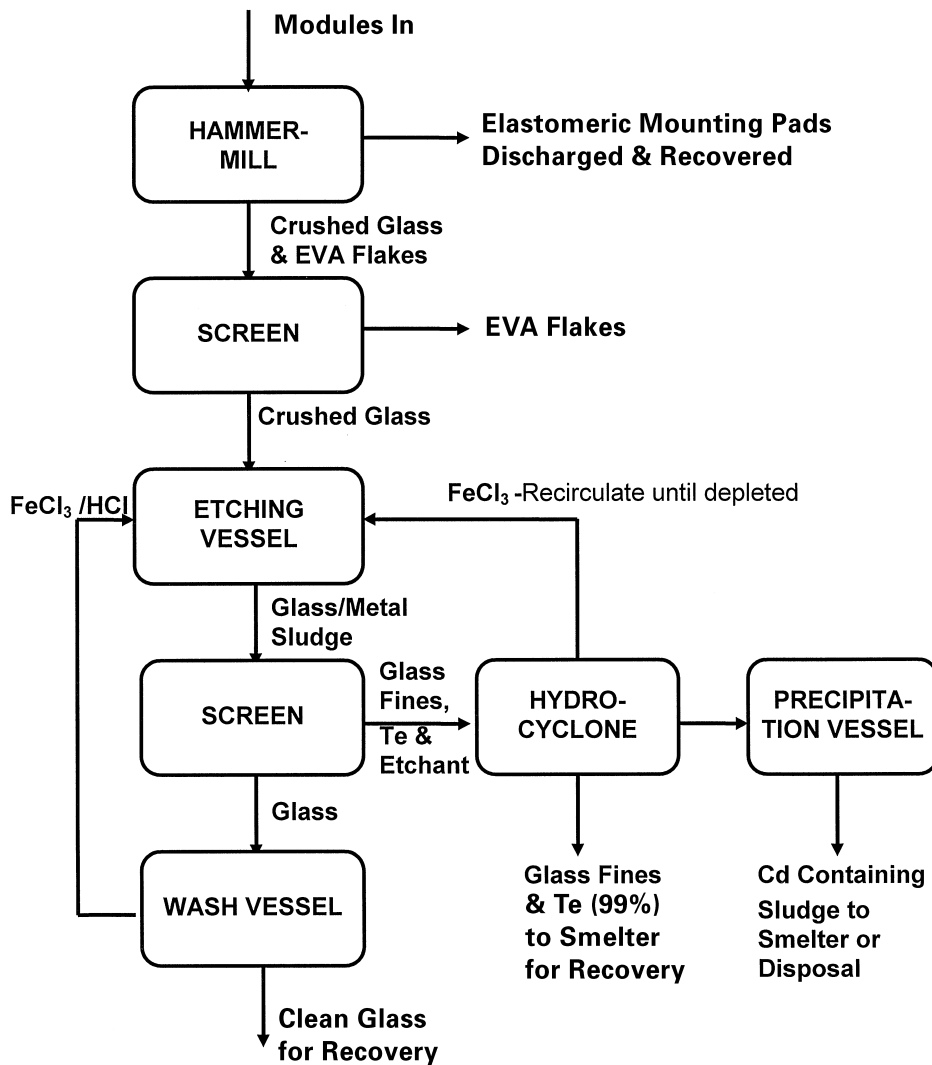 Modules In
HAMMER-
MILL
Elastomeric Mounting Pads
Discharged & Recovered
Crushed Glass
& EVA Flakes
SCREEN
EVA Flakes
Crushed Glass
FeCl₃ /HCl
ETCHING
VESSEL
FeCl₃ -Recirculate until depleted
Glass/Metal
Sludge
SCREEN
Glass
Fines,
Te &
Etchant
HYDRO-
CYCLONE
PRECIPITA-
TION VESSEL
Glass
WASH VESSEL
Glass Fines
& Te (99%)
to Smelter
for Recovery
Cd Containing
Sludge to
Smelter or
Disposal
Clean Glass
for Recovery